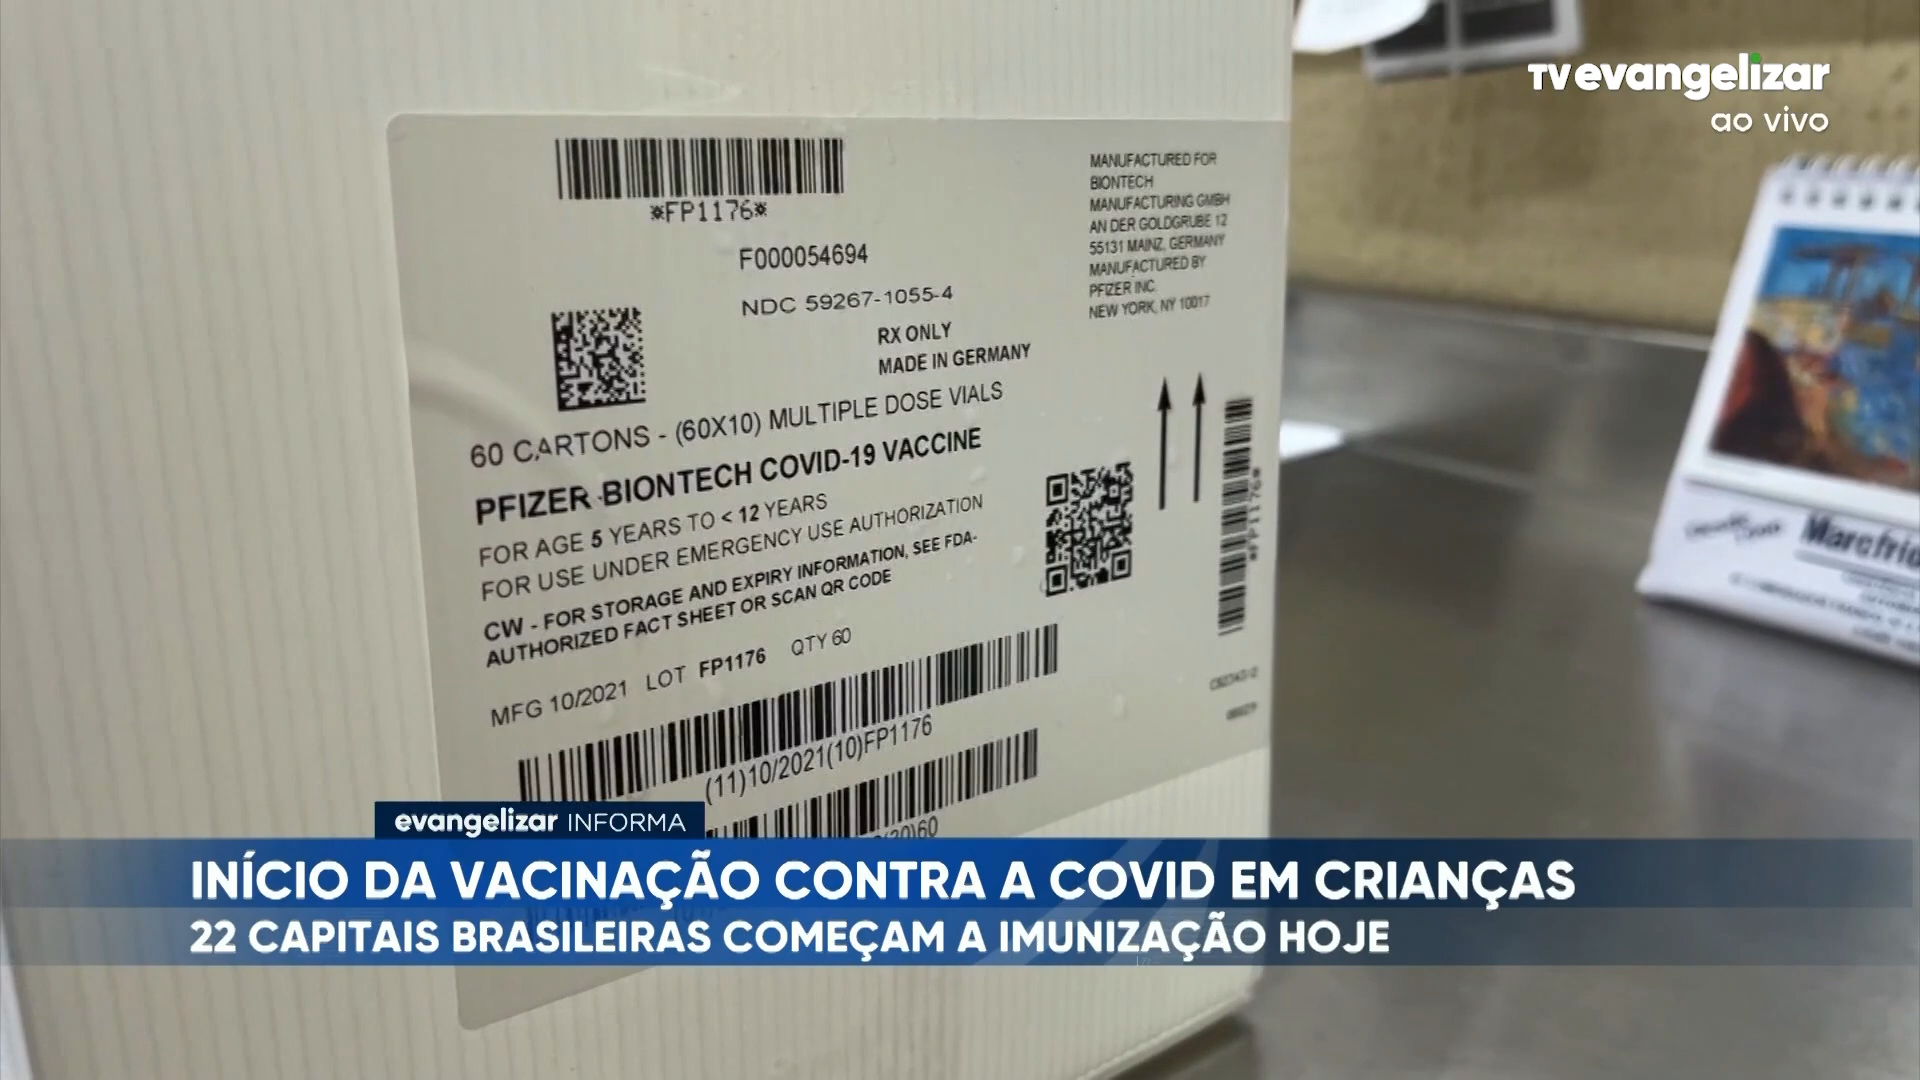 TV evangelizar
ao vivo
*FP1176*
F000054694
NDC 59267-1055-4
RX ONLY
MADE IN GERMANY
60 CARTONS - (60X10) MULTIPLE DOSE VIALS
PFIZER-BIONTECH COVID-19 VACCINE
FOR AGE 5 YEARS TO < 12 YEARS
FOR USE UNDER EMERGENCY USE AUTHORIZATION
CW - FOR STORAGE AND EXPIRY INFORMATION, SEE FDA-
AUTHORIZED FACT SHEET OR SCAN QR CODE
MFG 10/2021 LOT FP1176 QTY 60
(11)10/2021(10)FP1176
MANUFACTURED FOR
BIONTECH
MANUFACTURING GMBH
AN DER GOLDGRUBE 12
55131 MAINZ, GERMANY
MANUFACTURED BY
PFIZER INC.
NEW YORK, NY 10017
*FP1176*
Marcfrio
evangelizar INFORMA
INÍCIO DA VACINAÇÃO CONTRA A COVID EM CRIANÇAS
22 CAPITAIS BRASILEIRAS COMEÇAM A IMUNIZAÇÃO HOJE